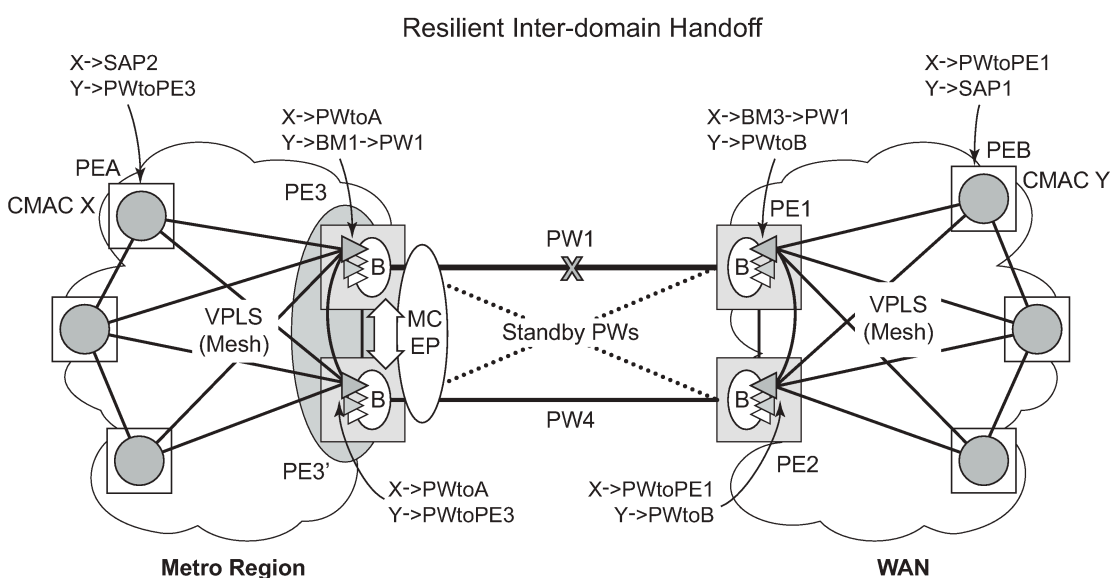 Resilient Inter-domain Handoff
X->SAP2
Y->PWtoPE3
X->PWtoPE1
Y->SAP1
X->PWtoA
Y->BM1->PW1
X->BM3->PW1
Y->PWtoB
PEA
PEB
CMAC X
CMAC Y
PE3
PE1
PW1
B
B
VPLS
(Mesh)
MC
EP
Standby PWs
VPLS
(Mesh)
B
B
PW4
PE3’
PE2
X->PWtoA
Y->PWtoPE3
X->PWtoPE1
Y->PWtoB
Metro Region
WAN